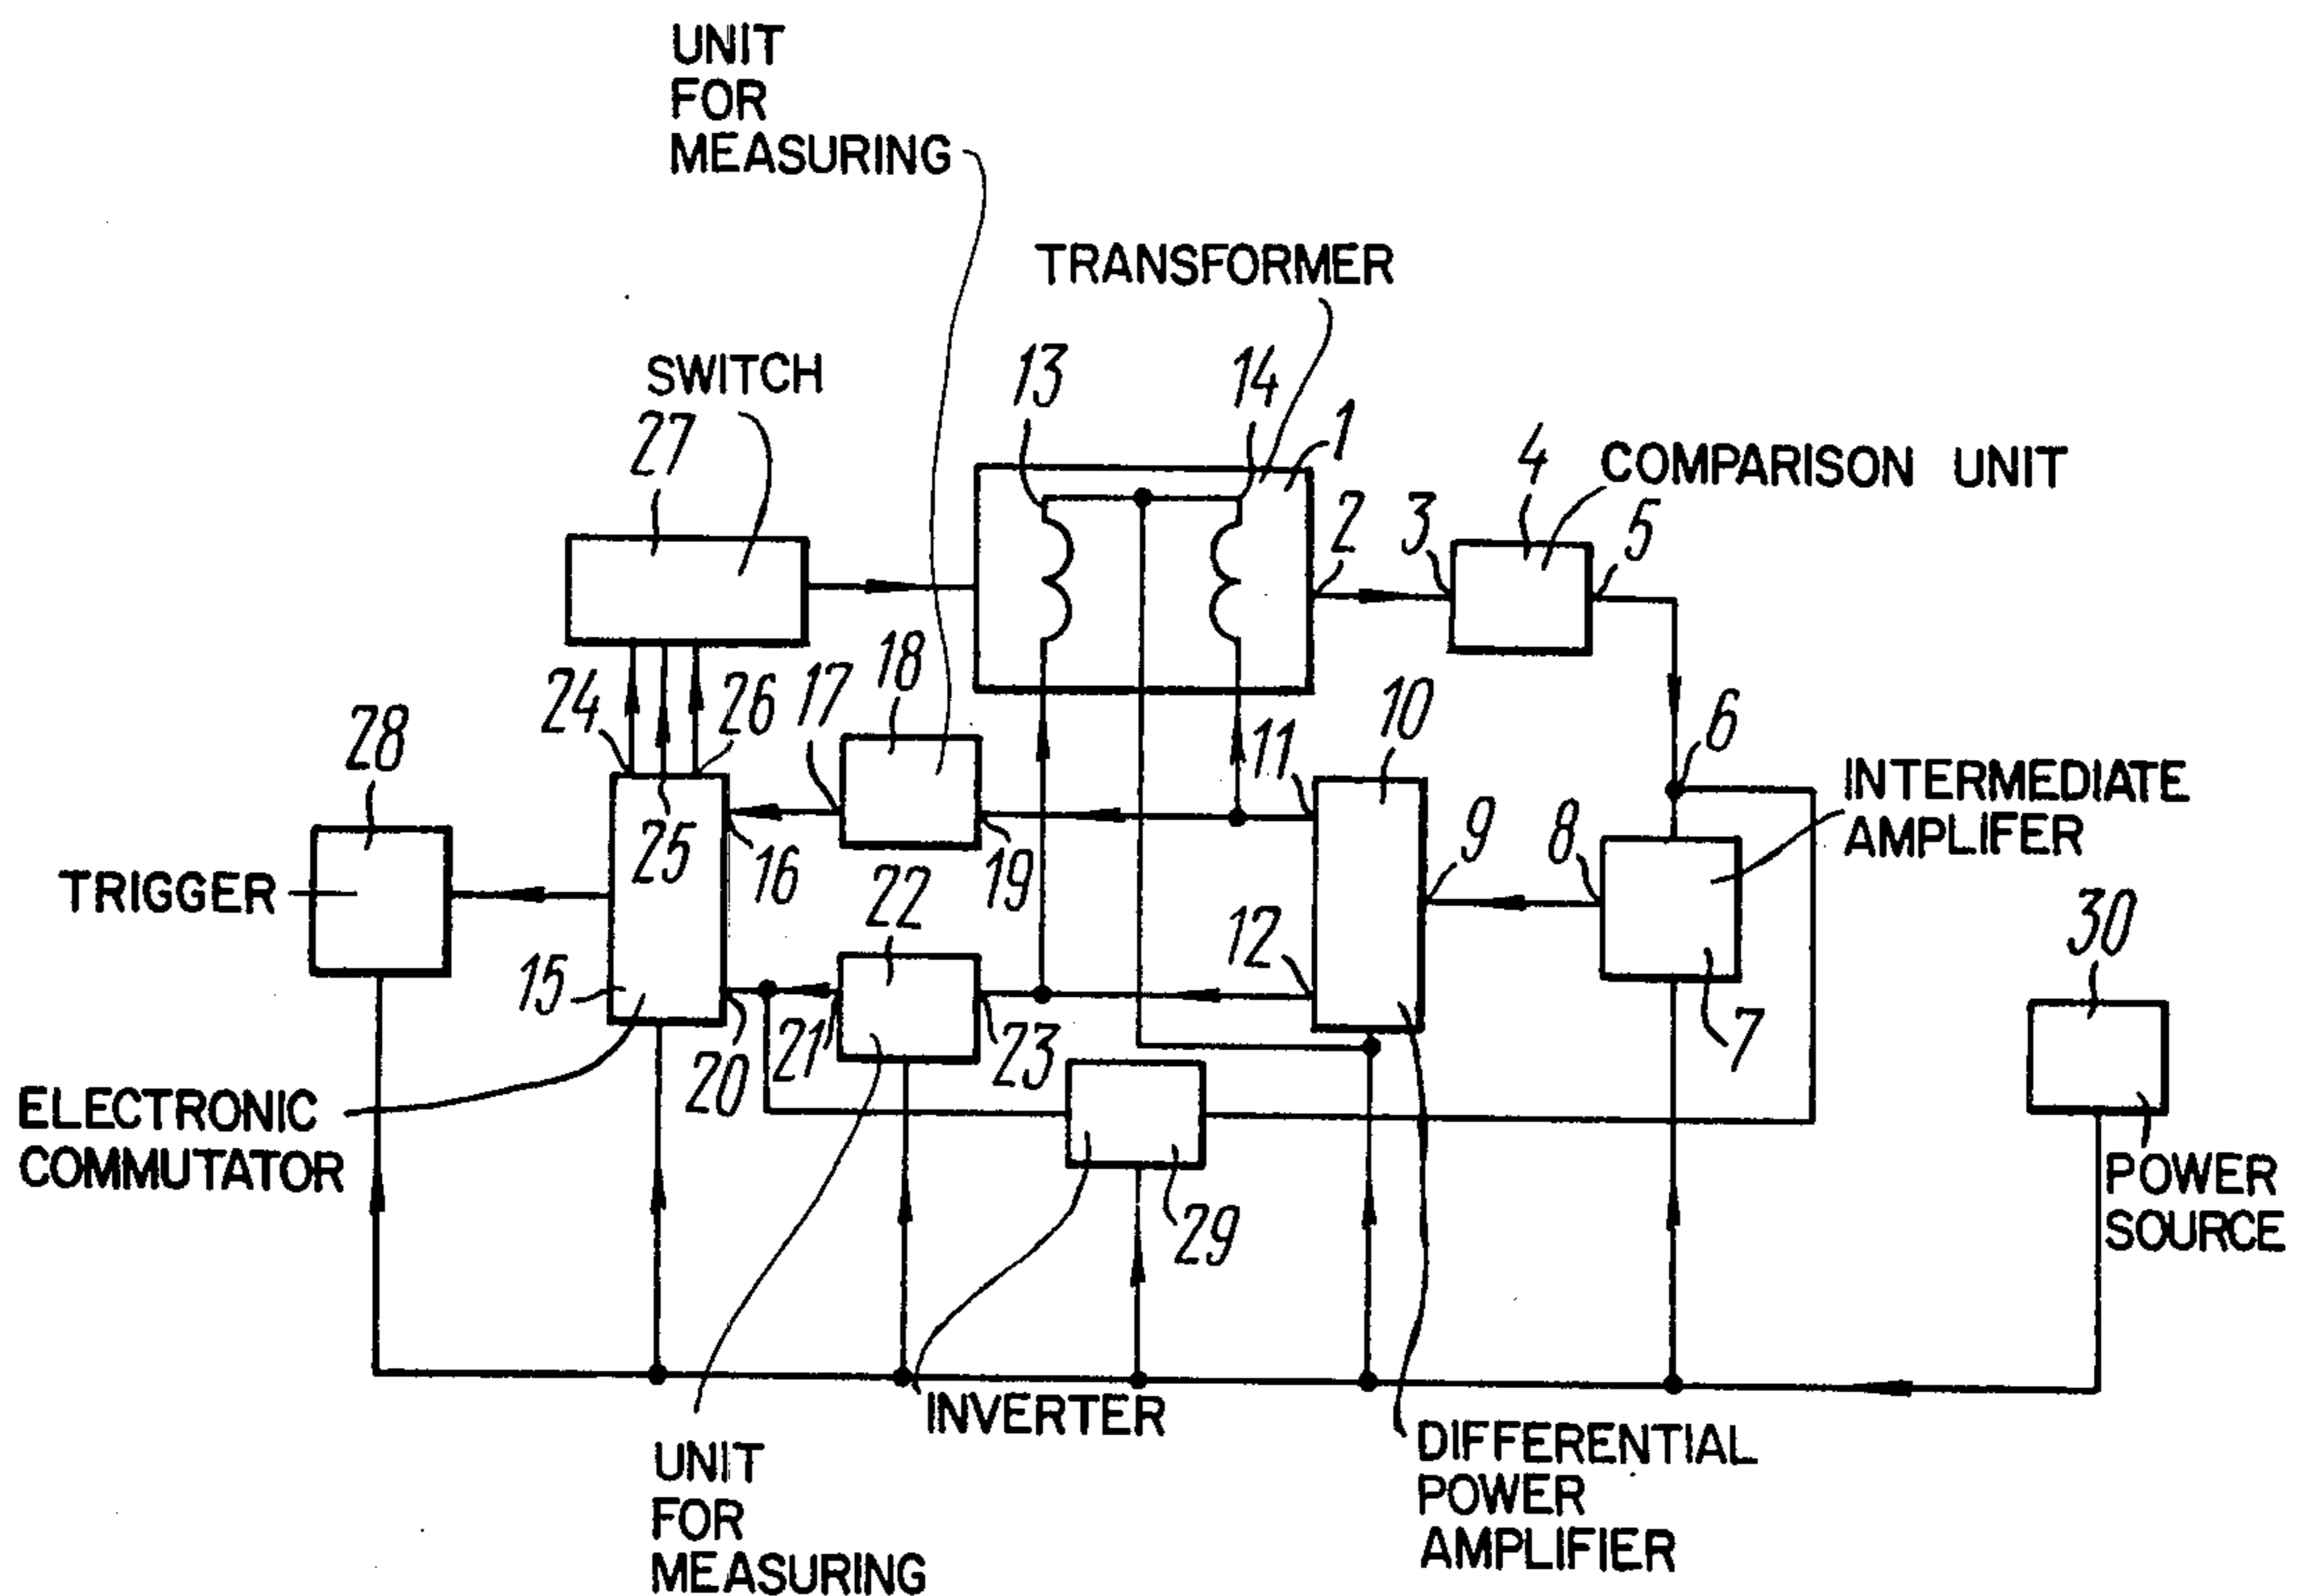 UNIT
FOR
MEASURING
TRANSFORMER
SWITCH
27
13
14
1
2
3
4
COMPARISON UNIT
5
24
25
26
17
18
11
10
6
28
16
19
9
8
INTERMEDIATE
AMPLIFER
TRIGGER
22
12
30
15
20
21
23
7
ELECTRONIC
COMMUTATOR
29
POWER
SOURCE
INVERTER
UNIT
FOR
MEASURING
DIFFERENTIAL
POWER
AMPLIFIER